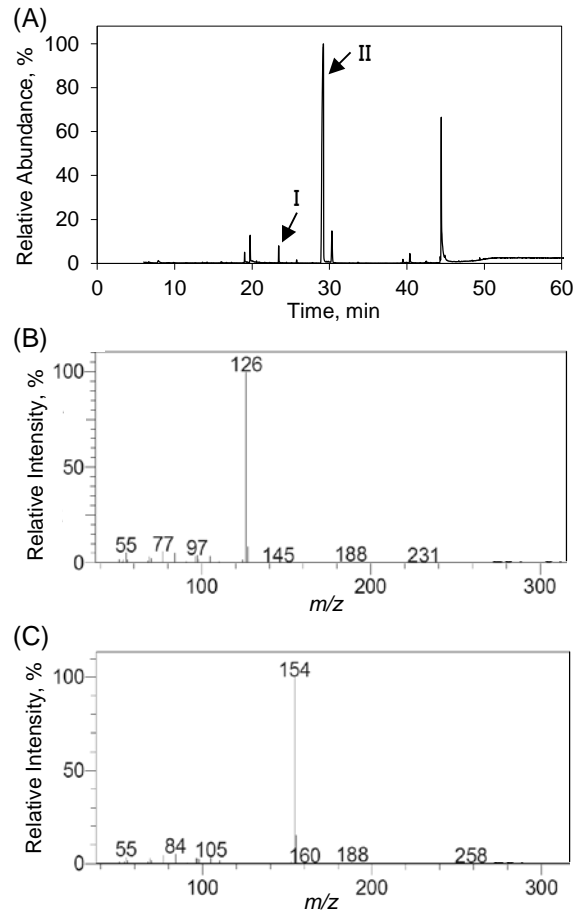 (A)
Relative Abundance, %
100
80
60
40
20
0
I
II
0 10 20 30 40 50 60
Time, min
(B)
Relative Intensity, %
100
50
0
126
55 77 97 145 188 231
100 200 300
m/z
(C)
Relative Intensity, %
100
50
0
154
55 84 105 160 188 258
100 200 300
m/z